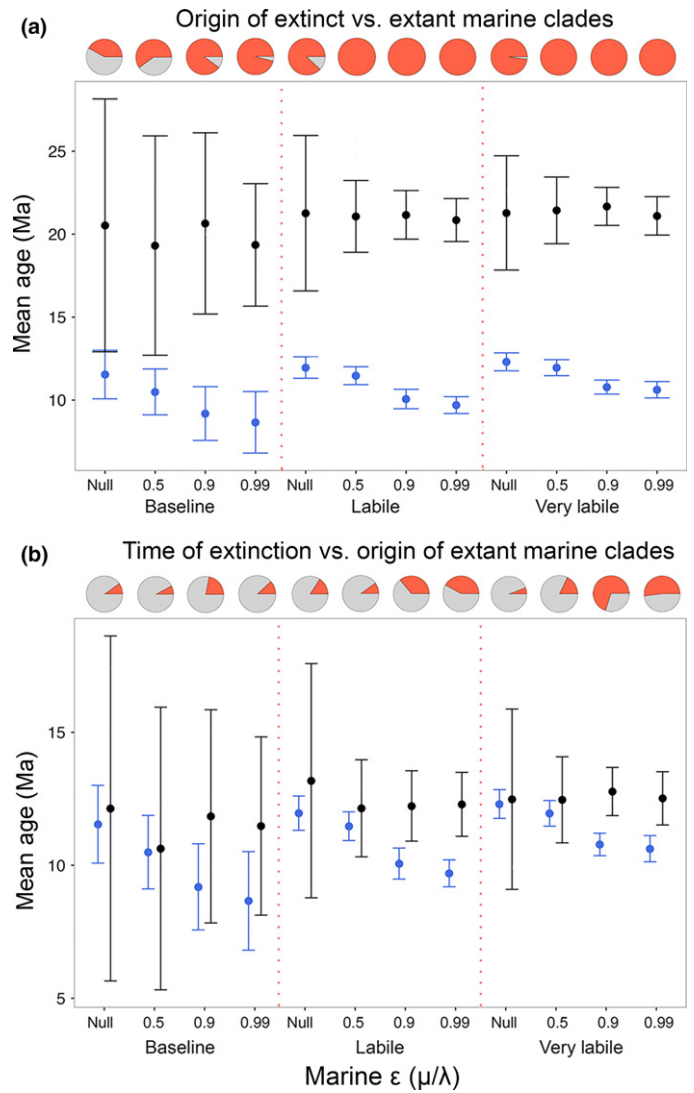 (a)
Origin of extinct vs. extant marine clades
Mean age (Ma)
25
20
15
10
Null 0.5 0.9 0.99 Null 0.5 0.9 0.99 Null 0.5 0.9 0.99
Baseline Labile Very labile
(b)
Time of extinction vs. origin of extant marine clades
Mean age (Ma)
15
10
5
Null 0.5 0.9 0.99 Null 0.5 0.9 0.99 Null 0.5 0.9 0.99
Baseline Labile Very labile
Marine ε (μ/λ)